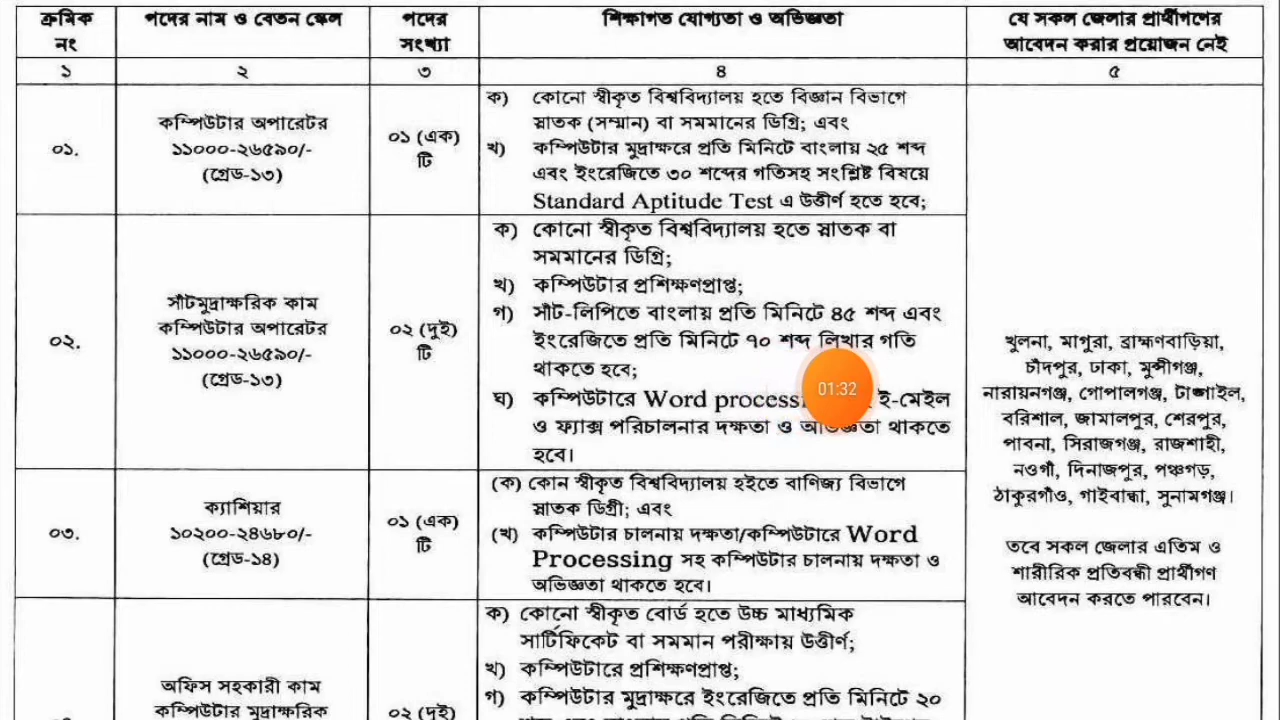 ক্রমিক নং
পদের নাম ও বেতন স্কেল
পদের সংখ্যা
শিক্ষাগত যোগ্যতা ও অভিজ্ঞতা
যে সকল জেলার প্রার্থীগণের
আবেদন করার প্রয়োজন নেই
১
২
৩
৪
৫
০১.
কম্পিউটার অপারেটর
১১০০০-২৬৫৯০/-
(গ্রেড-১৩)
০১ (এক)
টি
ক) কোনো স্বীকৃত বিশ্ববিদ্যালয় হতে বিজ্ঞান বিভাগে
স্নাতক (সম্মান) বা সমমানের ডিগ্রি; এবং
খ) কম্পিউটার মুদ্রাক্ষরে প্রতি মিনিটে বাংলায় ২৫ শব্দ
এবং ইংরেজিতে ৩০ শব্দের গতিসহ সংশ্লিষ্ট বিষয়ে
Standard Aptitude Test এ উত্তীর্ণ হতে হবে;
০২.
সাঁটমুদ্রাক্ষরিক কাম
কম্পিউটার অপারেটর
১১০০০-২৬৫৯০/-
(গ্রেড-১৩)
০২ (দুই)
টি
ক) কোনো স্বীকৃত বিশ্ববিদ্যালয় হতে স্নাতক বা
সমমানের ডিগ্রি;
খ) কম্পিউটার প্রশিক্ষণপ্রাপ্ত;
গ) সাঁট-লিপিতে বাংলায় প্রতি মিনিটে ৪৫ শব্দ এবং
ইংরেজিতে প্রতি মিনিটে ৭০ শব্দ লিখার গতি
থাকতে হবে;
ঘ) কম্পিউটারে Word ই-মেইল
ও ফ্যাক্স পরিচালনার দক্ষতা ও অভিজ্ঞতা থাকতে
হবে।
01:32
০৩.
ক্যাশিয়ার
১০২০০-২৪৬৮০/-
(গ্রেড-১৪)
০১ (এক)
টি
(ক) কোন স্বীকৃত বিশ্ববিদ্যালয় হইতে বাণিজ্য বিভাগে
স্নাতক ডিগ্রী; এবং
(খ) কম্পিউটার চালনায় দক্ষতা/কম্পিউটারে Word
Processing সহ কম্পিউটার চালনায় দক্ষতা ও
অভিজ্ঞতা থাকতে হবে।
অফিস সহকারী কাম
কম্পিউটার মুদ্রাক্ষরিক
০২ (দুই)
ক) কোনো স্বীকৃত বোর্ড হতে উচ্চ মাধ্যমিক
সার্টিফিকেট বা সমমান পরীক্ষায় উত্তীর্ণ;
খ) কম্পিউটারে প্রশিক্ষণপ্রাপ্ত;
গ) কম্পিউটার মুদ্রাক্ষরে ইংরেজিতে প্রতি মিনিটে ২০
খুলনা, মাগুরা, ব্রাহ্মণবাড়িয়া,
চাঁদপুর, ঢাকা, মুন্সীগঞ্জ,
নারায়নগঞ্জ, গোপালগঞ্জ, টাঙ্গাইল,
বরিশাল, জামালপুর, শেরপুর,
পাবনা, সিরাজগঞ্জ, রাজশাহী,
নওগাঁ, দিনাজপুর, পঞ্চগড়,
ঠাকুরগাঁও, গাইবান্ধা, সুনামগঞ্জ।
তবে সকল জেলার এতিম ও
শারীরিক প্রতিবন্ধী প্রার্থীগণ
আবেদন করতে পারবেন।